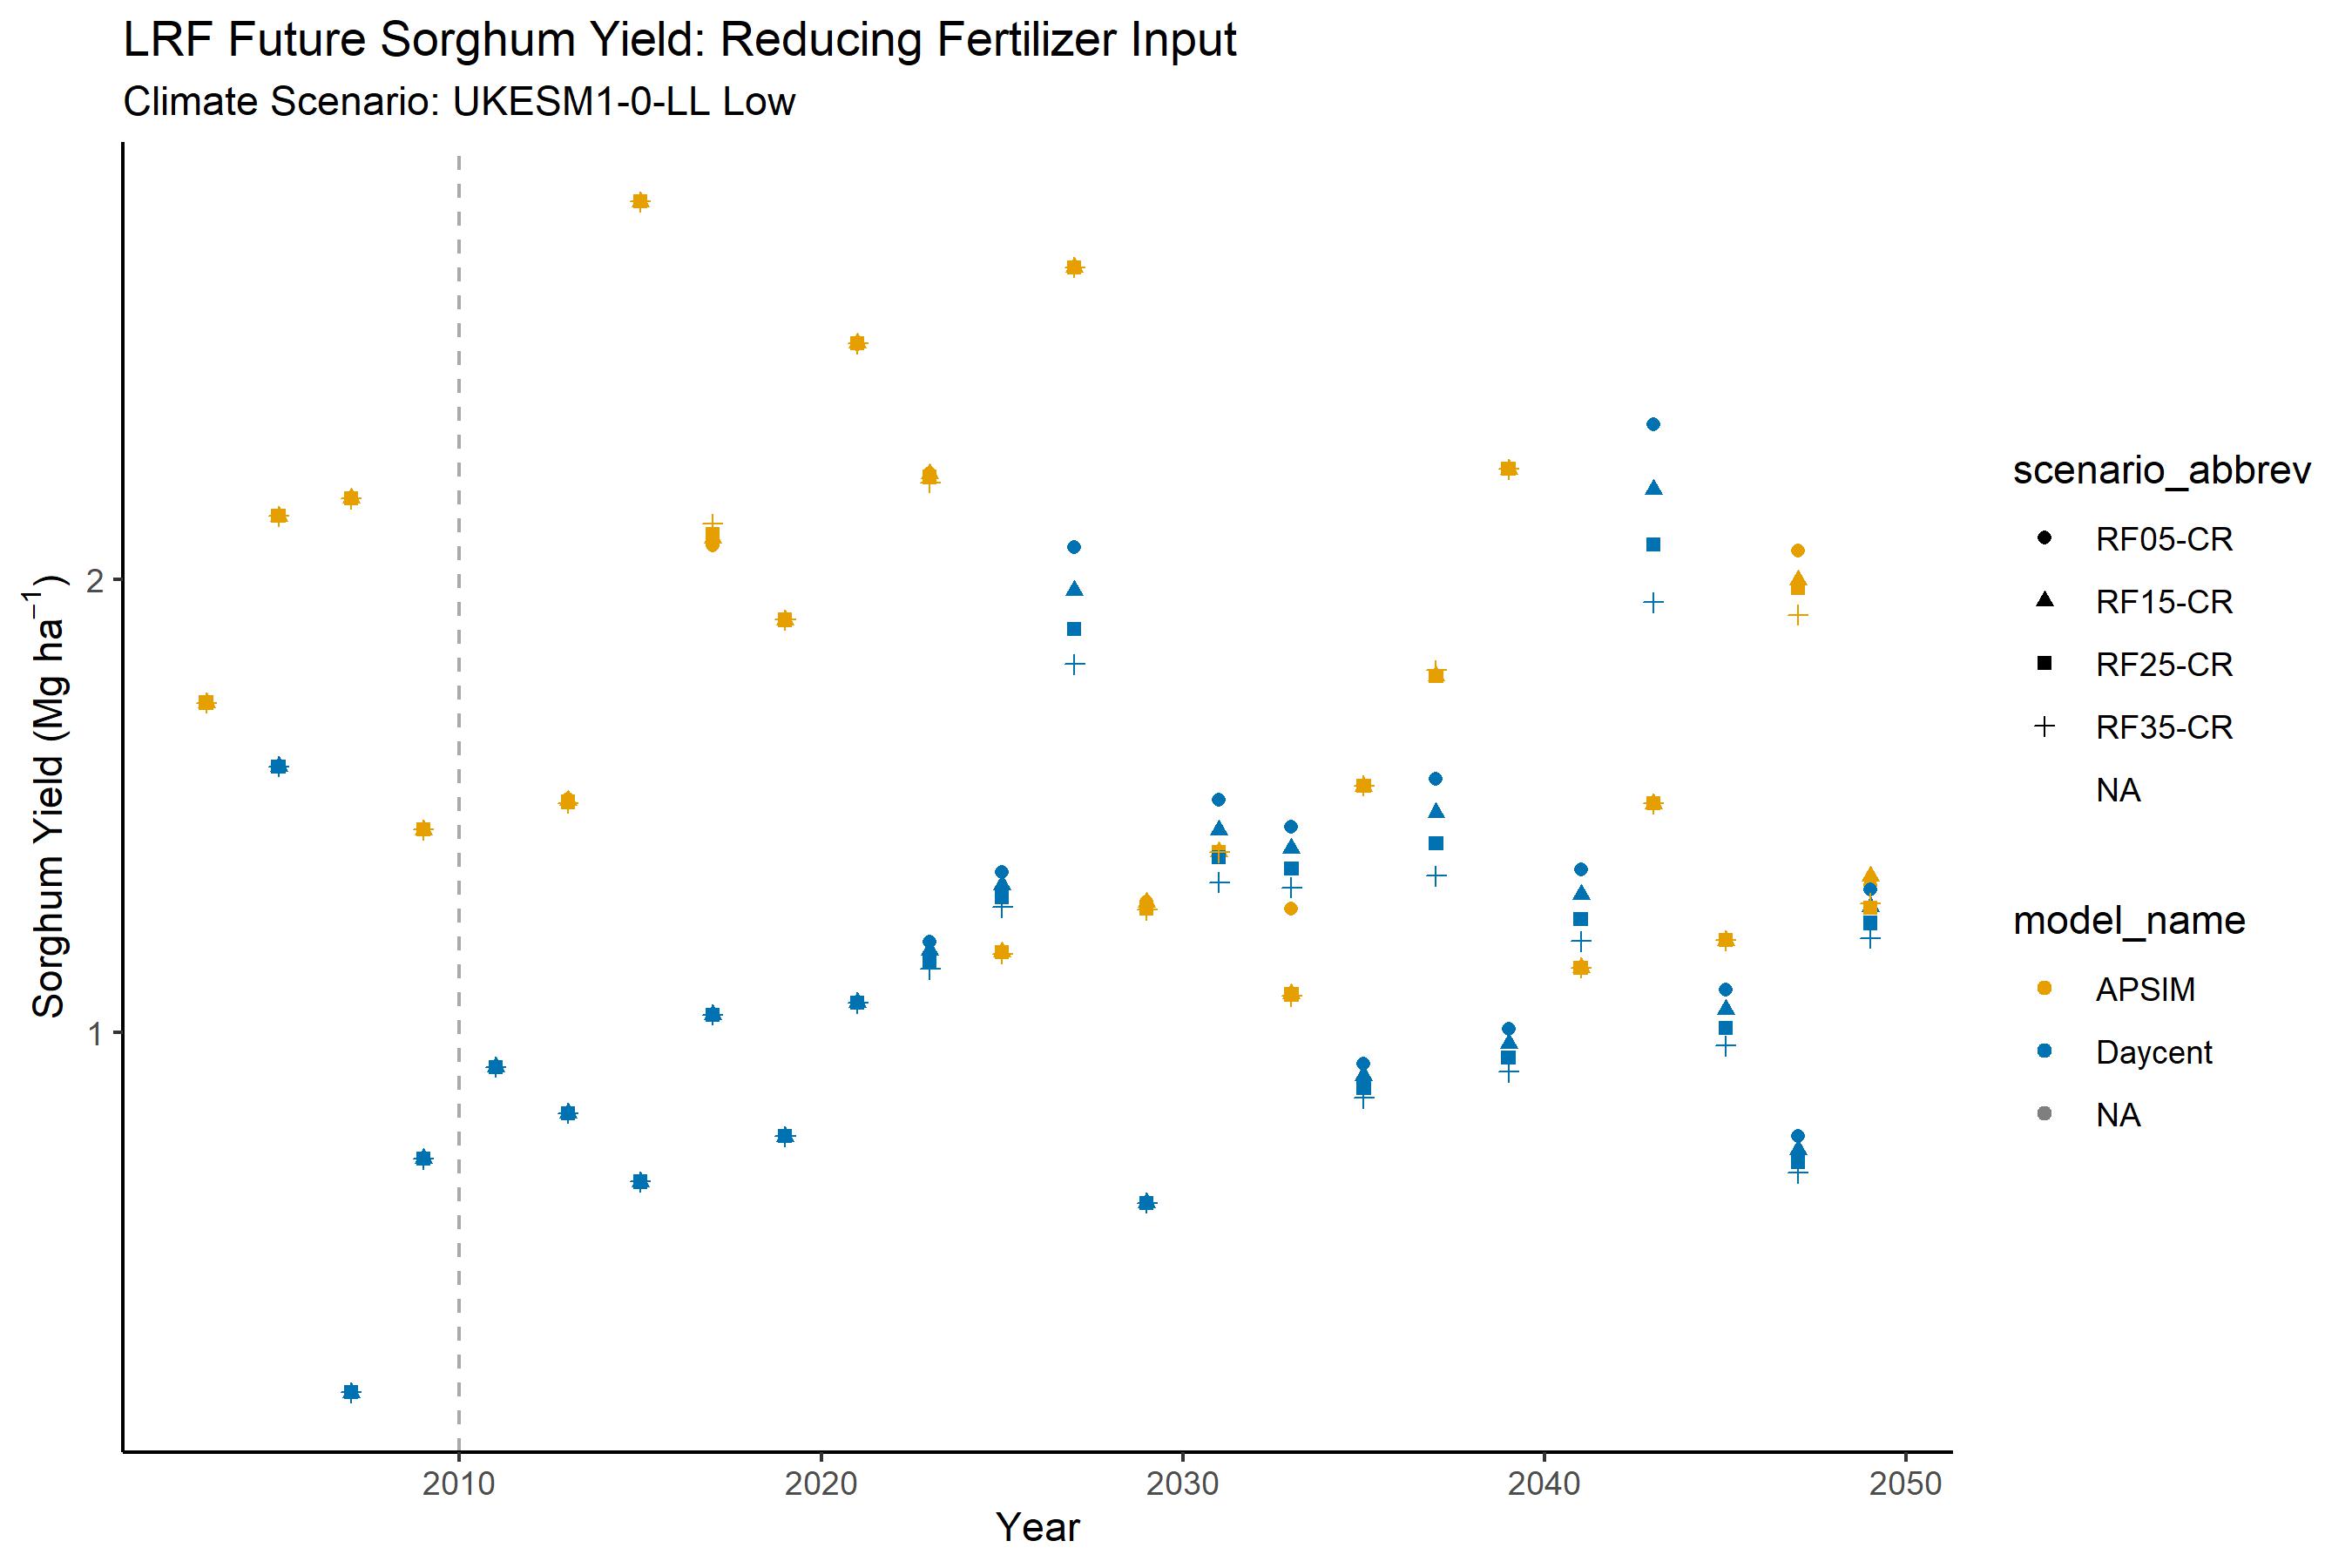 LRF Future Sorghum Yield: Reducing Fertilizer Input
Climate Scenario: UKESM1-0-LL Low
Sorghum Yield (Mg ha⁻¹)
2
1
2010
2020
2030
2040
2050
Year
scenario_abbrev
RF05-CR
RF15-CR
RF25-CR
RF35-CR
NA
model_name
APSIM
Daycent
NA